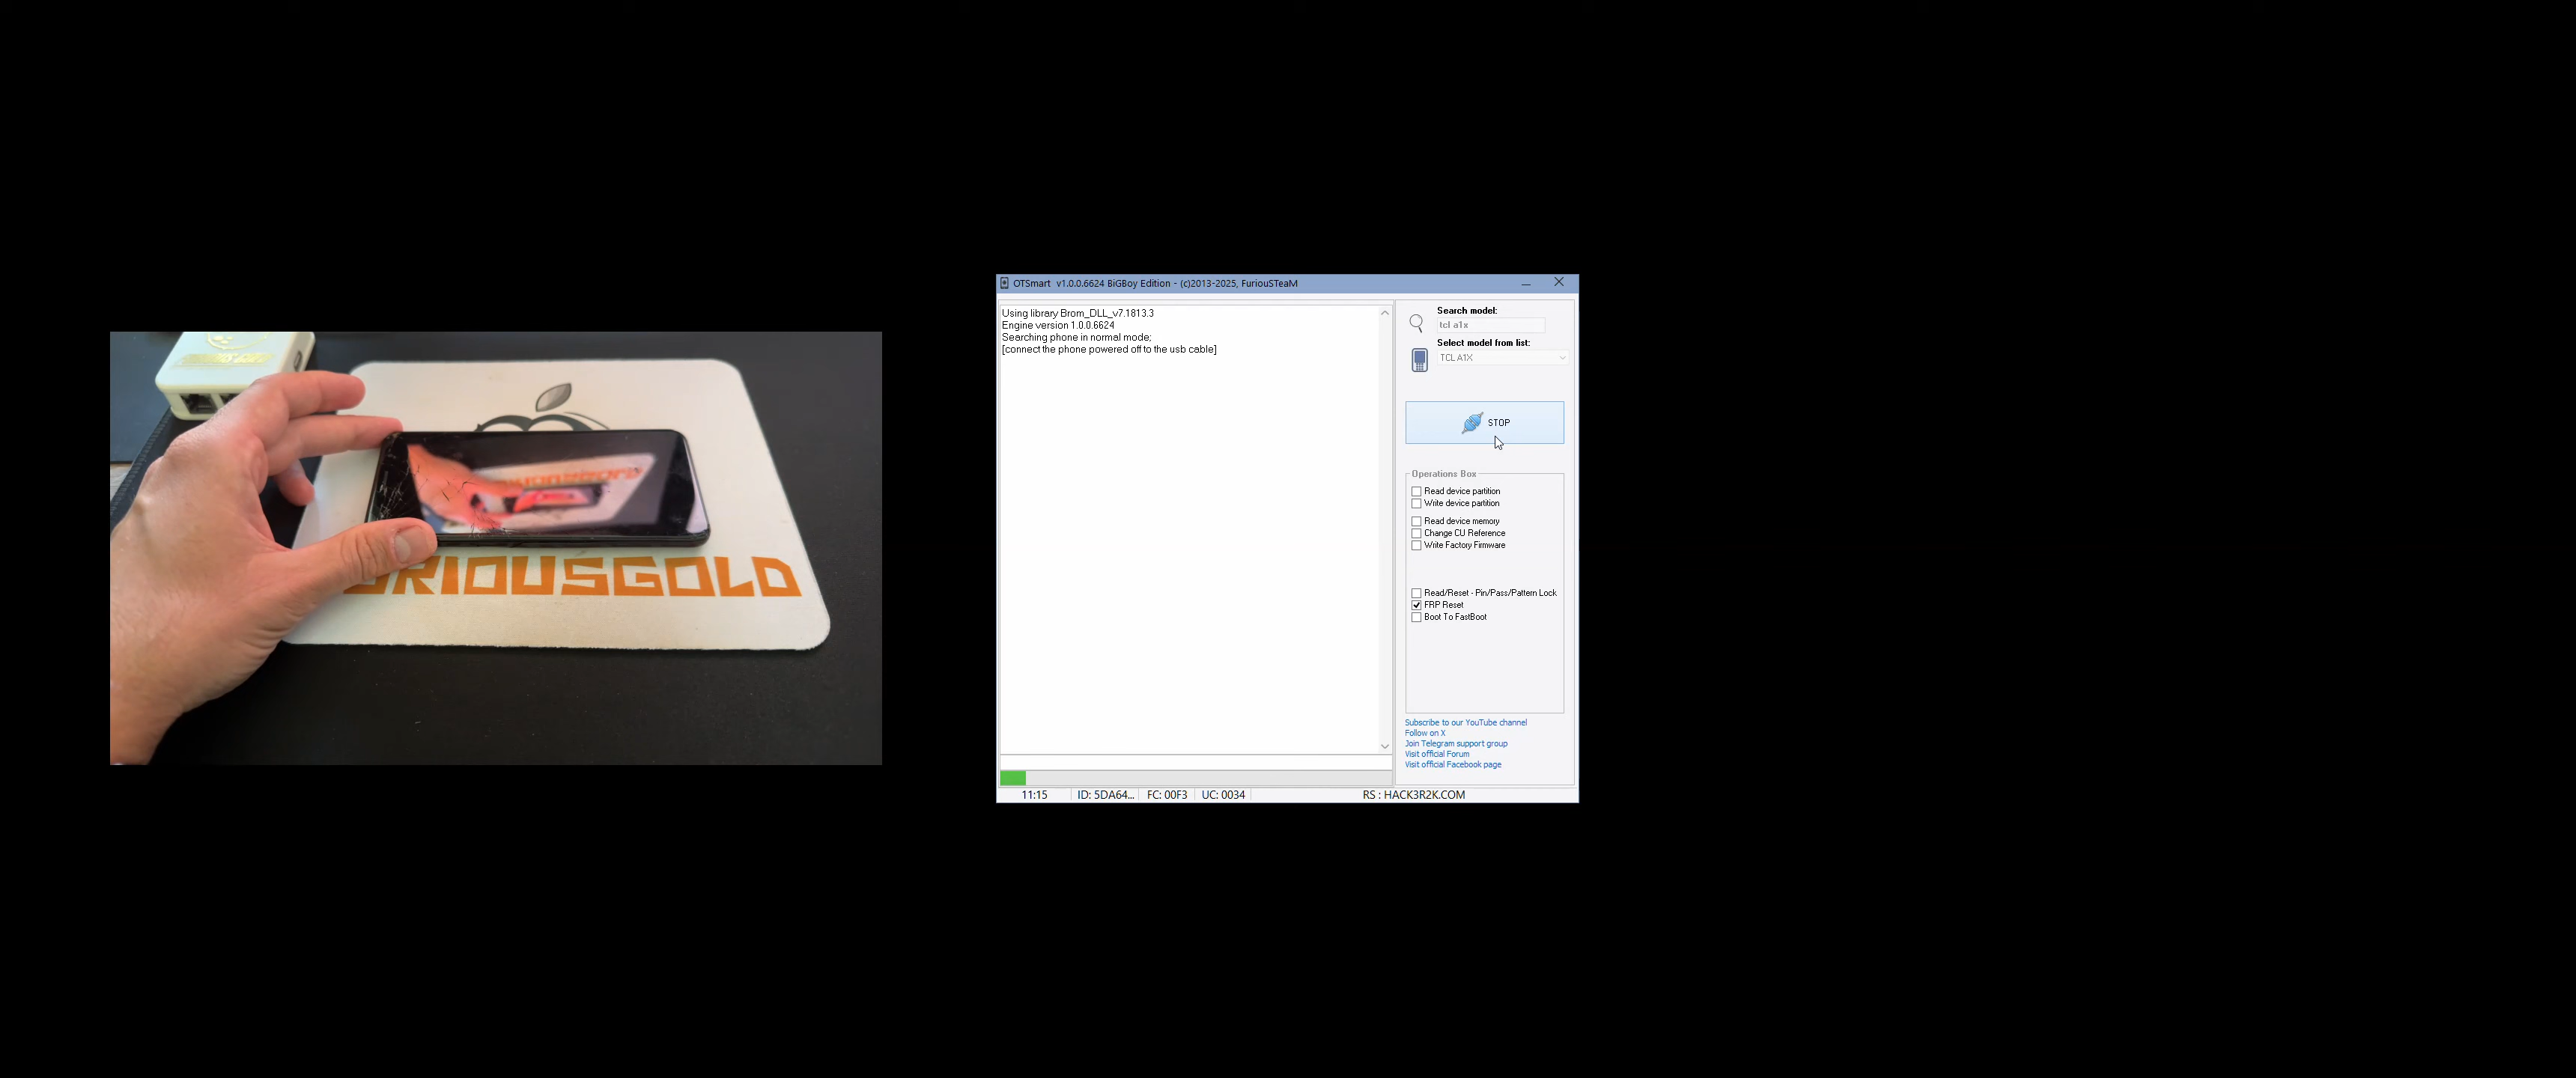 FURIOUSGOLD
OTSmart v1.0.0.6624 BiGBoy Edition - (c)2013-2025, FuriouSTeaM
Using library Brom_DLL_v7.1813.3
Engine version 1.0.0.6624
Searching phone in normal mode;
[connect the phone powered off to the usb cable]
Search model:
tcl a1x
Select model from list:
TCL A1X
STOP
Operations Box
Read device partition
Write device partition
Read device memory
Change CU Reference
Write Factory Firmware
Read/Reset - Pin/Pass/Pattern Lock
FRP Reset
Boot To FastBoot
Subscribe to our YouTube channel
Follow on X
Join Telegram support group
Visit official Forum
Visit official Facebook page
11:15 ID: 5DA64... FC: 00F3 UC: 0034 RS : HACK3R2K.COM